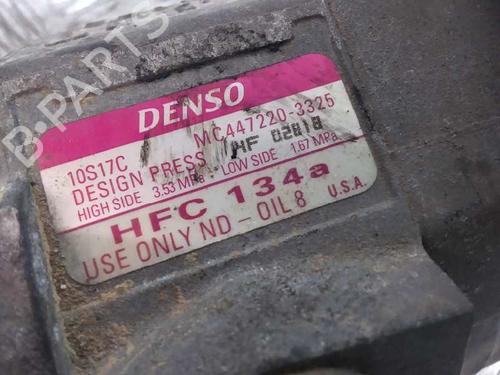 DENSO
10S17C MC447220-3325
DESIGN PRESS HF 02818
HIGH SIDE 3.53 MPa LOW SIDE 1.67 MPa
HFC 134a
USE ONLY ND-OIL 8 U.S.A.
B-PARTS